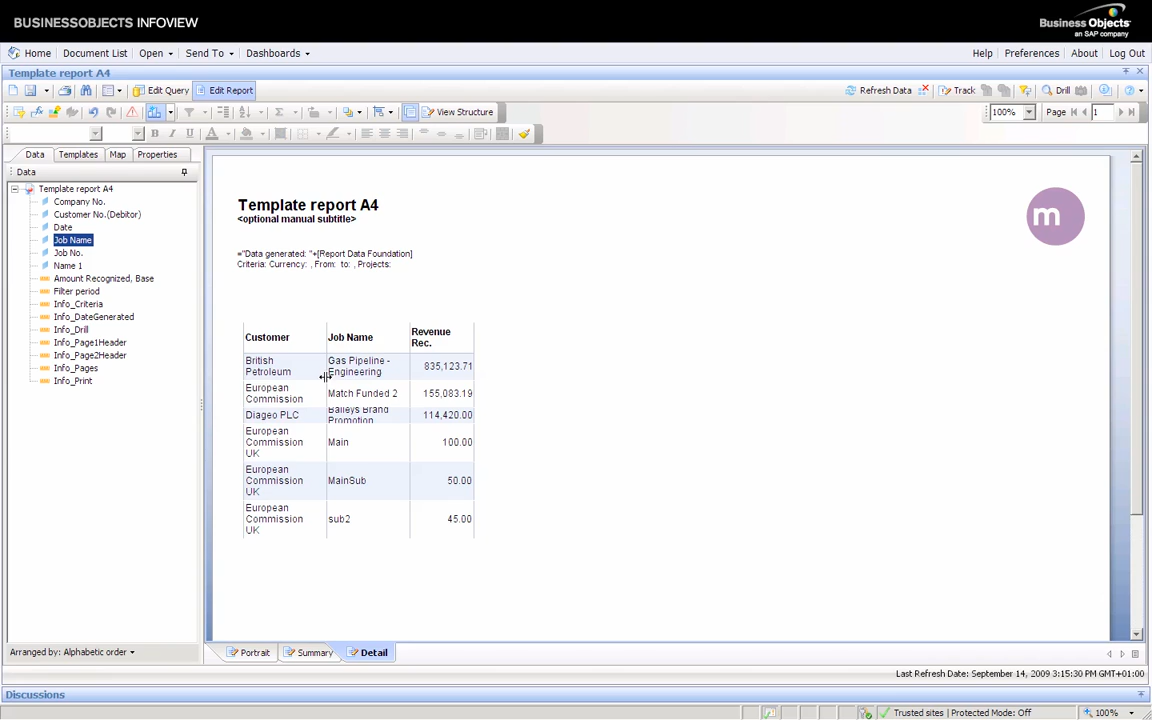 BUSINESSOBJECTS INFOVIEW
Business Objects
an SAP company
Home Document List Open Send To Dashboards Help Preferences About Log Out
Template report A4
Edit Query Edit Report Refresh Data Track Drill
View Structure 100% Page 1
Data Templates Map Properties
Data
Template report A4
Company No.
Customer No.(Debitor)
Date
Job Name
Job No.
Name 1
Amount Recognized, Base
Filter period
Info_Criteria
Info_DateGenerated
Info_Drill
Info_Page1Header
Info_Page2Header
Info_Pages
Info_Print
Arranged by: Alphabetic order
Template report A4
<optional manual subtitle>
m
="Data generated: "+[Report Data Foundation]
Criteria: Currency: , From: to: , Projects:
Customer Job Name Revenue Rec.
British Petroleum Gas Pipeline - Engineering 835,123.71
European Commission Match Funded 2 155,083.19
Diageo PLC Baileys Brand Promotion 114,420.00
European Commission UK Main 100.00
European Commission UK MainSub 50.00
European Commission UK sub2 45.00
Portrait Summary Detail
Last Refresh Date: September 14, 2009 3:15:30 PM GMT+01:00
Discussions
Trusted sites | Protected Mode: Off 100%